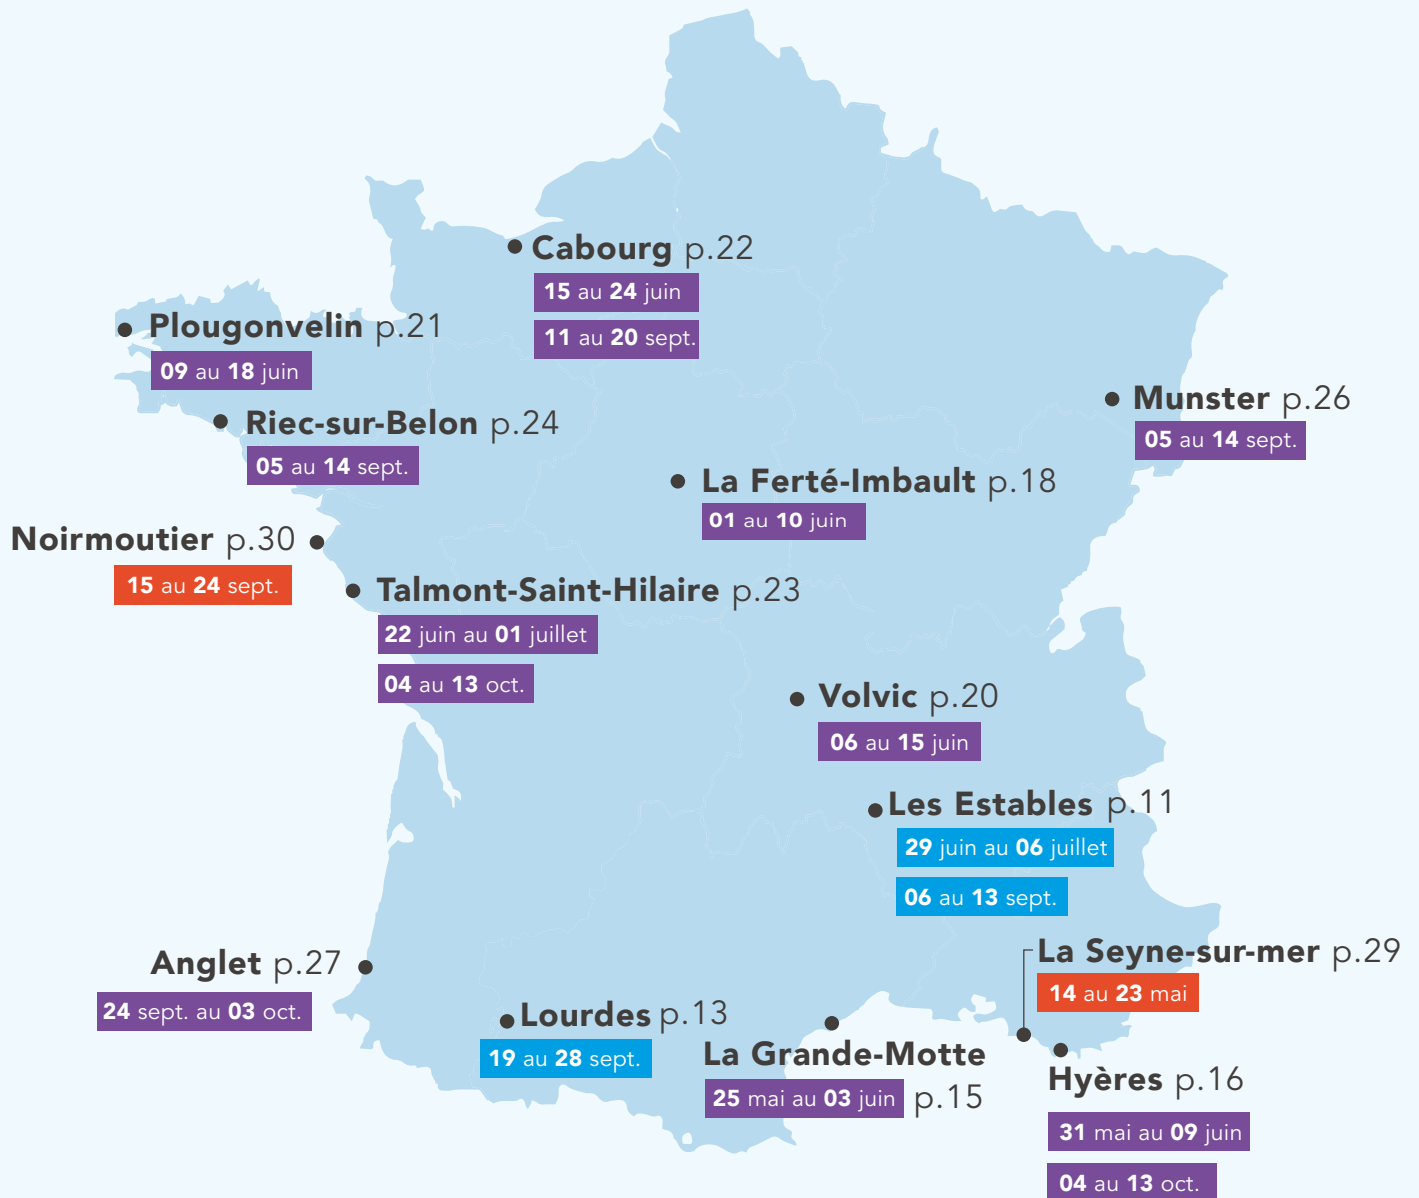 Cabourg p.22
15 au 24 juin
11 au 20 sept.
Plougonvelin p.21
09 au 18 juin
Riec-sur-Belon p.24
05 au 14 sept.
Munster p.26
05 au 14 sept.
La Ferté-Imbault p.18
01 au 10 juin
Noirmoutier p.30
15 au 24 sept.
Talmont-Saint-Hilaire p.23
22 juin au 01 juillet
04 au 13 oct.
Volvic p.20
06 au 15 juin
Les Estables p.11
29 juin au 06 juillet
06 au 13 sept.
La Seyne-sur-mer p.29
14 au 23 mai
Anglet p.27
24 sept. au 03 oct.
Lourdes p.13
19 au 28 sept.
La Grande-Motte
25 mai au 03 juin p.15
Hyères p.16
31 mai au 09 juin
04 au 13 oct.